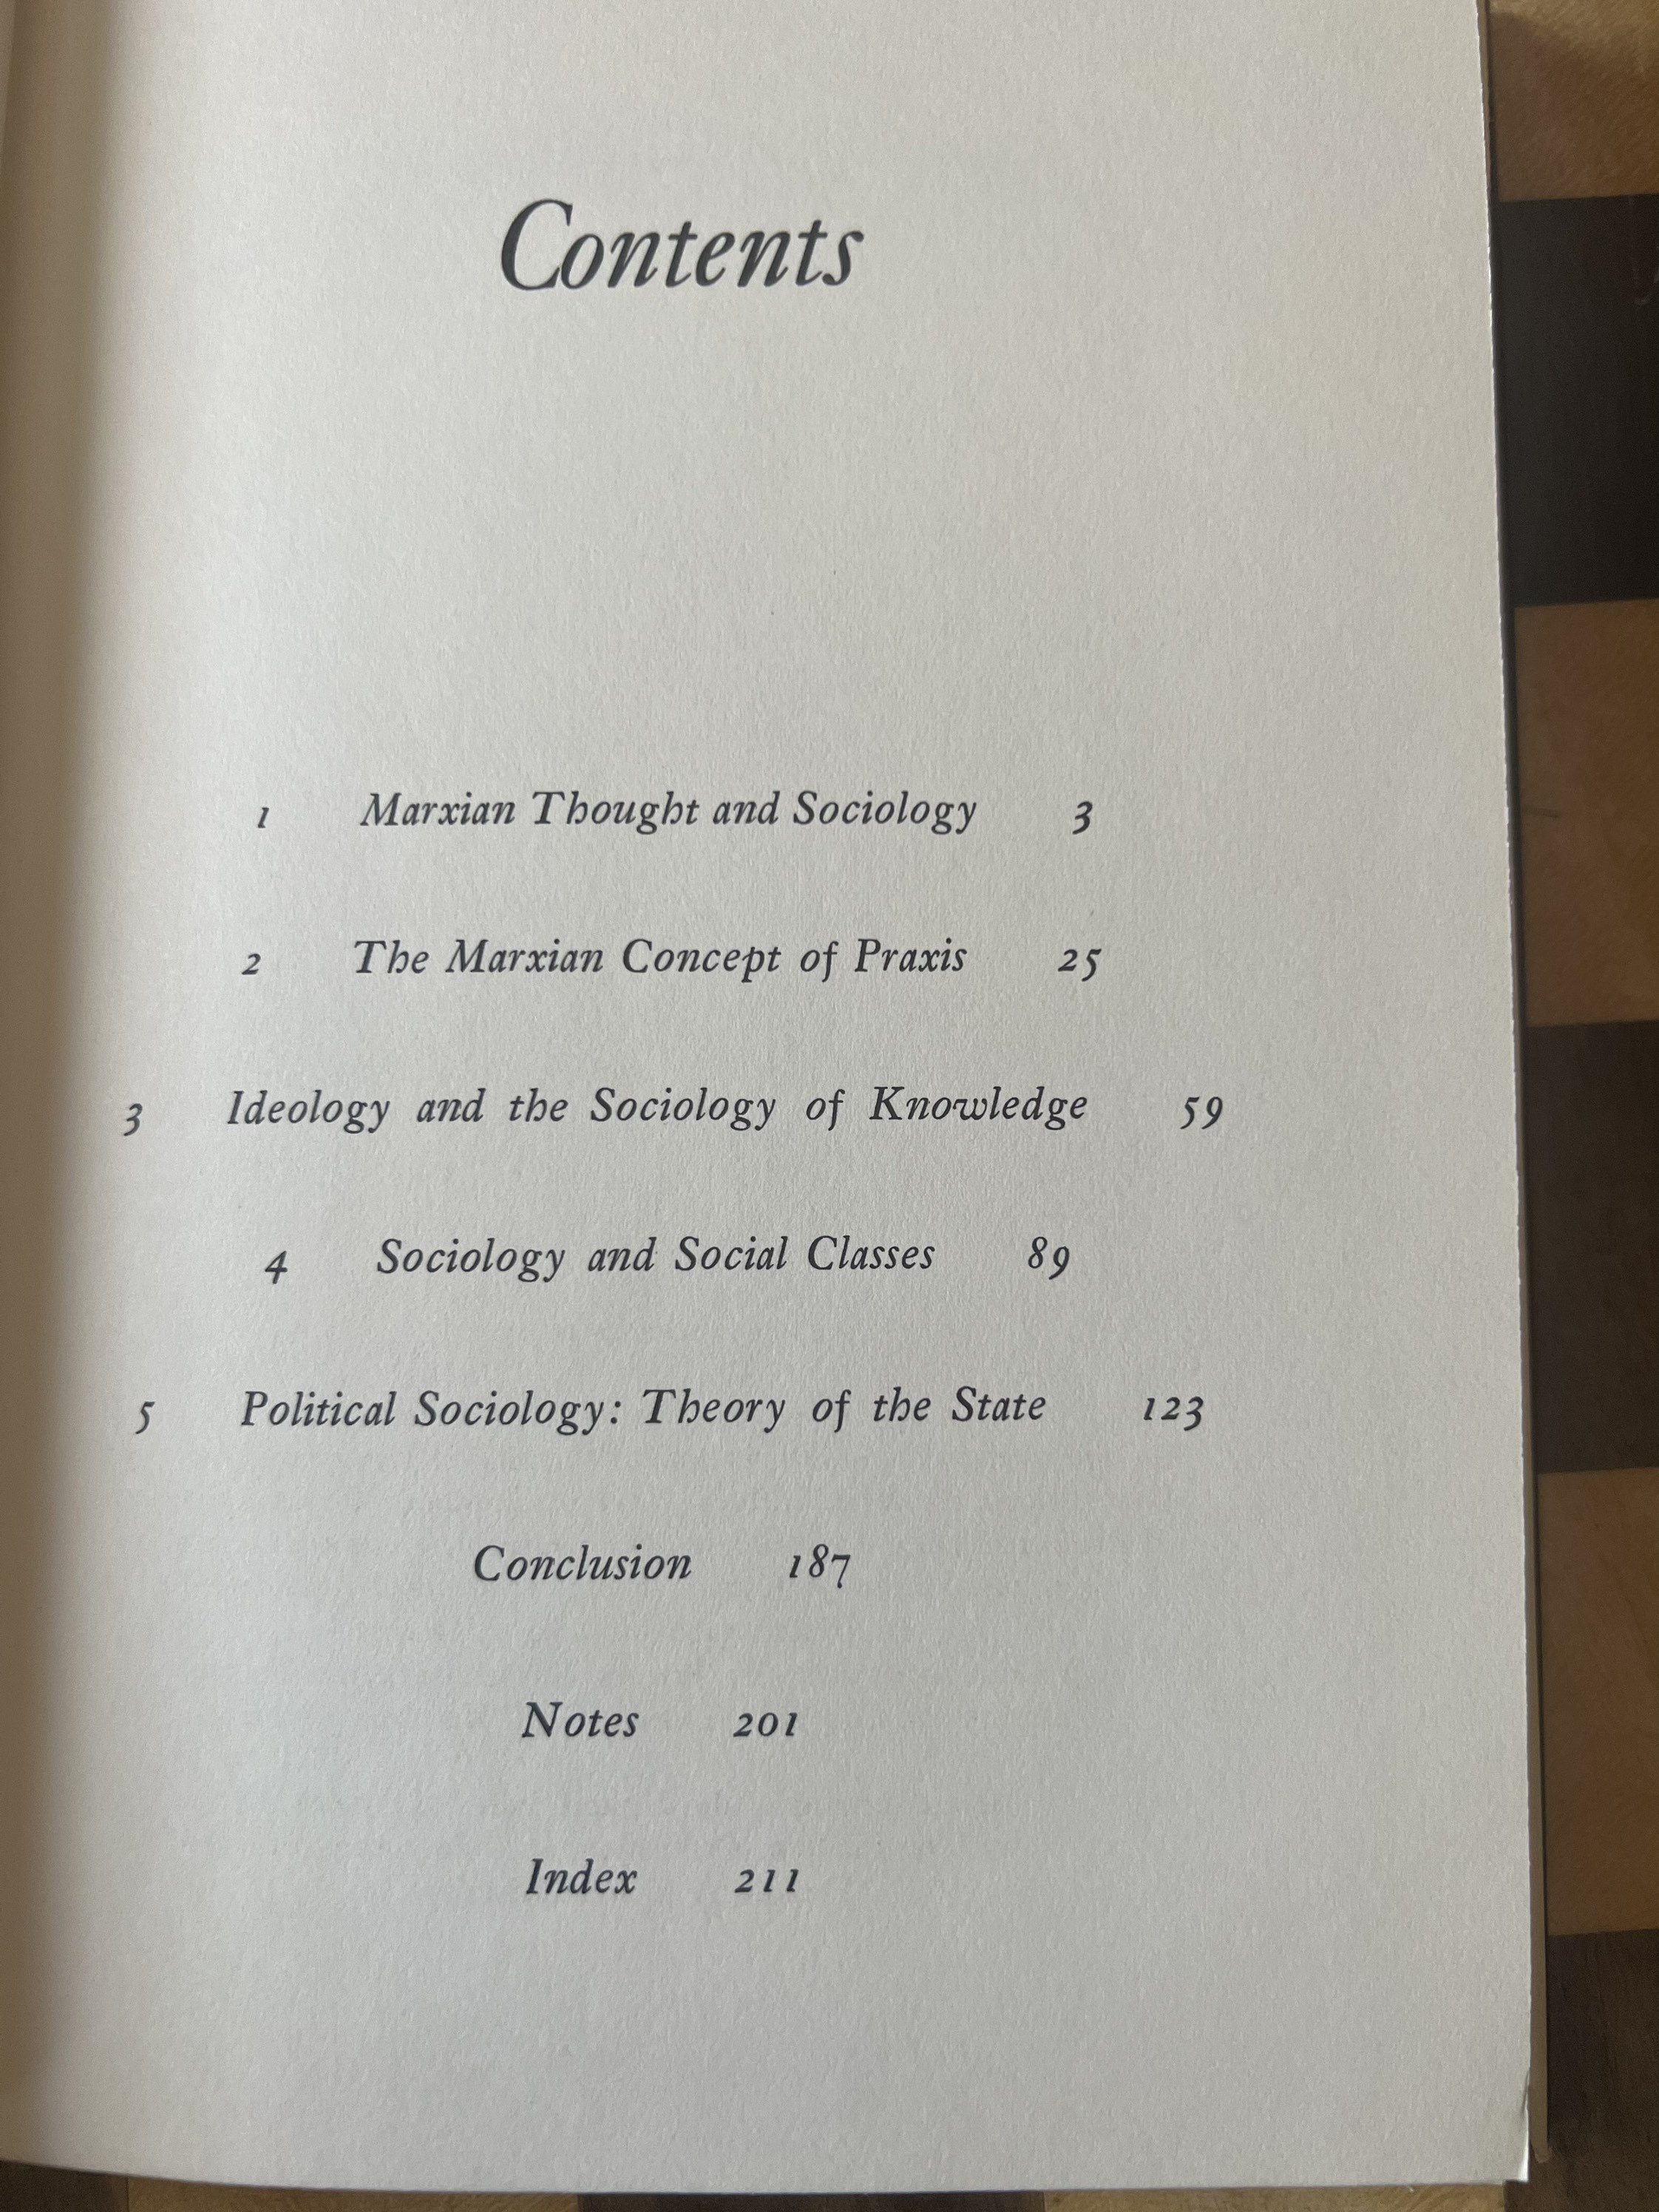 Contents
1 Marxian Thought and Sociology 3
2 The Marxian Concept of Praxis 25
3 Ideology and the Sociology of Knowledge 59
4 Sociology and Social Classes 89
5 Political Sociology: Theory of the State 123
Conclusion 187
Notes 201
Index 211